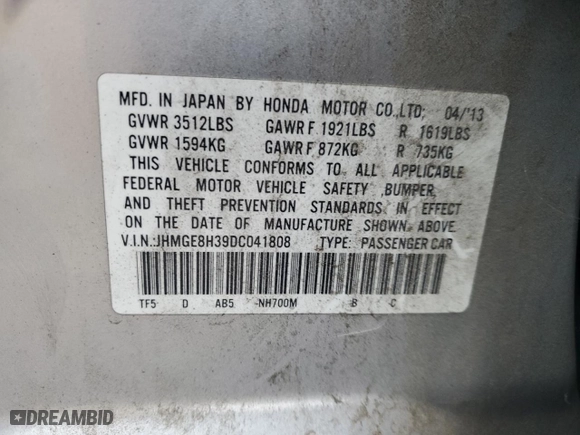 MFD. IN JAPAN BY HONDA MOTOR CO.,LTD; 04/'13
GVWR 3512LBS GAWR F 1921LBS R 1619LBS
GVWR 1594KG GAWR F 872KG R 735KG
THIS VEHICLE CONFORMS TO ALL APPLICABLE
FEDERAL MOTOR VEHICLE SAFETY ,BUMPER,
AND THEFT PREVENTION STANDARDS IN EFFECT
ON THE DATE OF MANUFACTURE SHOWN ABOVE.
V.I.N.:JHMGE8H39DC041808 TYPE: PASSENGER CAR
TF5 D AB5 -NH700M B C
DREAMBID